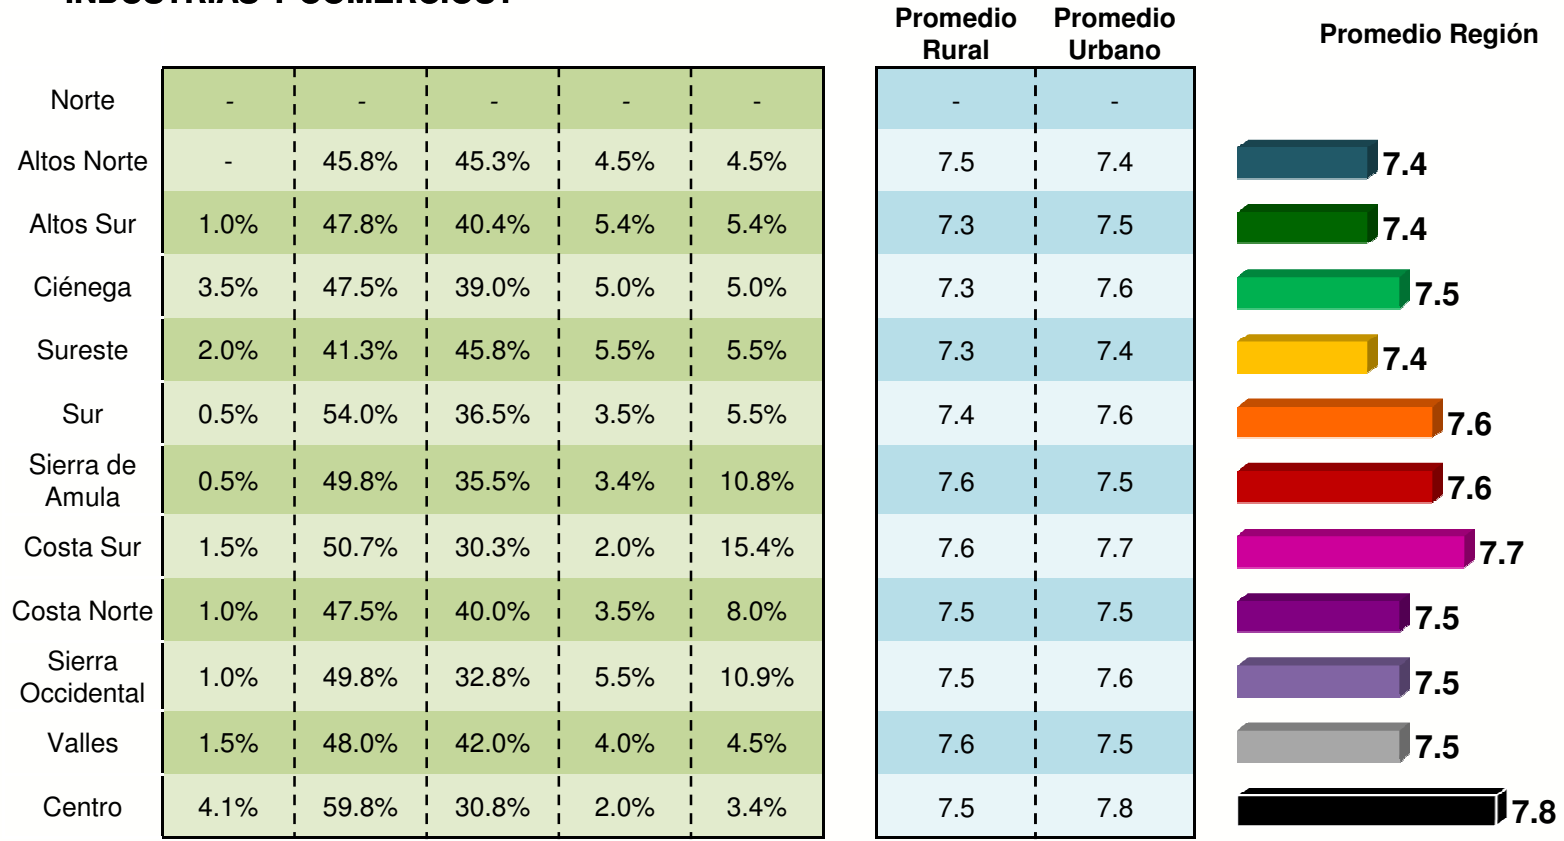 Promedio Rural Promedio Urbano Promedio Región
Norte - - - - - - -
Altos Norte - 45.8% 45.3% 4.5% 4.5% 7.5 7.4 7.4
Altos Sur 1.0% 47.8% 40.4% 5.4% 5.4% 7.3 7.5 7.4
Ciénega 3.5% 47.5% 39.0% 5.0% 5.0% 7.3 7.6 7.5
Sureste 2.0% 41.3% 45.8% 5.5% 5.5% 7.3 7.4 7.4
Sur 0.5% 54.0% 36.5% 3.5% 5.5% 7.4 7.6 7.6
Sierra de Amula 0.5% 49.8% 35.5% 3.4% 10.8% 7.6 7.5 7.6
Costa Sur 1.5% 50.7% 30.3% 2.0% 15.4% 7.6 7.7 7.7
Costa Norte 1.0% 47.5% 40.0% 3.5% 8.0% 7.5 7.5 7.5
Sierra Occidental 1.0% 49.8% 32.8% 5.5% 10.9% 7.5 7.6 7.5
Valles 1.5% 48.0% 42.0% 4.0% 4.5% 7.6 7.5 7.5
Centro 4.1% 59.8% 30.8% 2.0% 3.4% 7.5 7.8 7.8